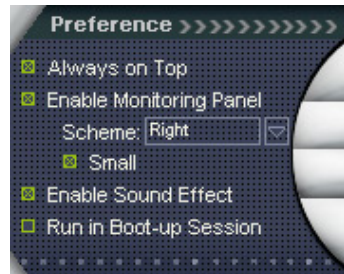 Preference >>>>>>>>>>>
Always on Top
Enable Monitoring Panel
Scheme: Right
Small
Enable Sound Effect
Run in Boot-up Session